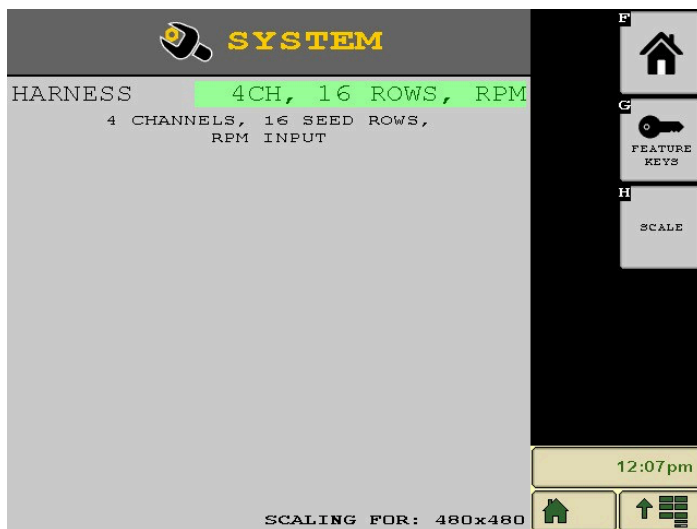 SYSTEM
HARNESS 4CH, 16 ROWS, RPM
4 CHANNELS, 16 SEED ROWS,
RPM INPUT
SCALING FOR: 480x480
F
G
FEATURE
KEYS
H
SCALE
12:07pm